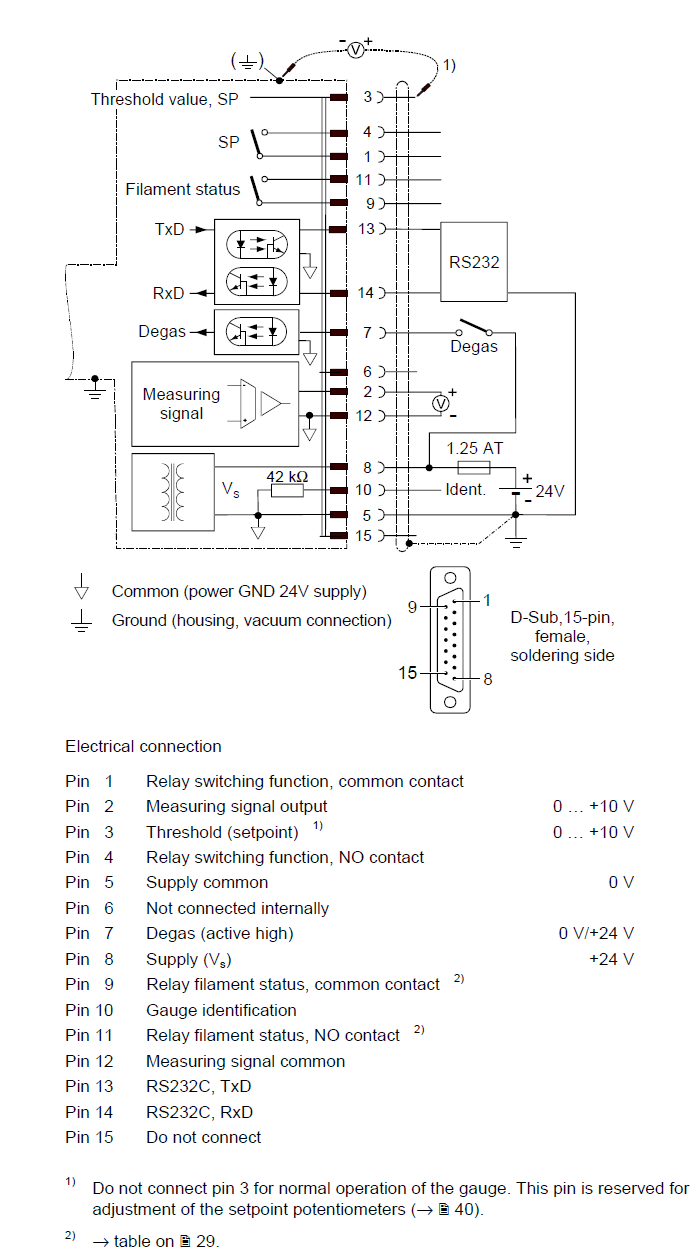 - V +
( )
1)
Threshold value, SP 3
4
SP
1
11
Filament status
9
TxD 13
RS232
RxD 14
Degas 7
Degas
6
Measuring 2 +
signal V
12 -
1.25 AT
8
42 kΩ +
Vs 10 Ident. 24V
-
5
15
Common (power GND 24V supply)
Ground (housing, vacuum connection)
9 1
D-Sub,15-pin,
female,
soldering side
15 8
Electrical connection
Pin 1 Relay switching function, common contact
Pin 2 Measuring signal output 0 … +10 V
Pin 3 Threshold (setpoint) 1) 0 … +10 V
Pin 4 Relay switching function, NO contact
Pin 5 Supply common 0 V
Pin 6 Not connected internally
Pin 7 Degas (active high) 0 V/+24 V
Pin 8 Supply (Vs) +24 V
Pin 9 Relay filament status, common contact 2)
Pin 10 Gauge identification
Pin 11 Relay filament status, NO contact 2)
Pin 12 Measuring signal common
Pin 13 RS232C, TxD
Pin 14 RS232C, RxD
Pin 15 Do not connect
1) Do not connect pin 3 for normal operation of the gauge. This pin is reserved for
adjustment of the setpoint potentiometers (→ 🗎 40).
2) → table on 🗎 29.